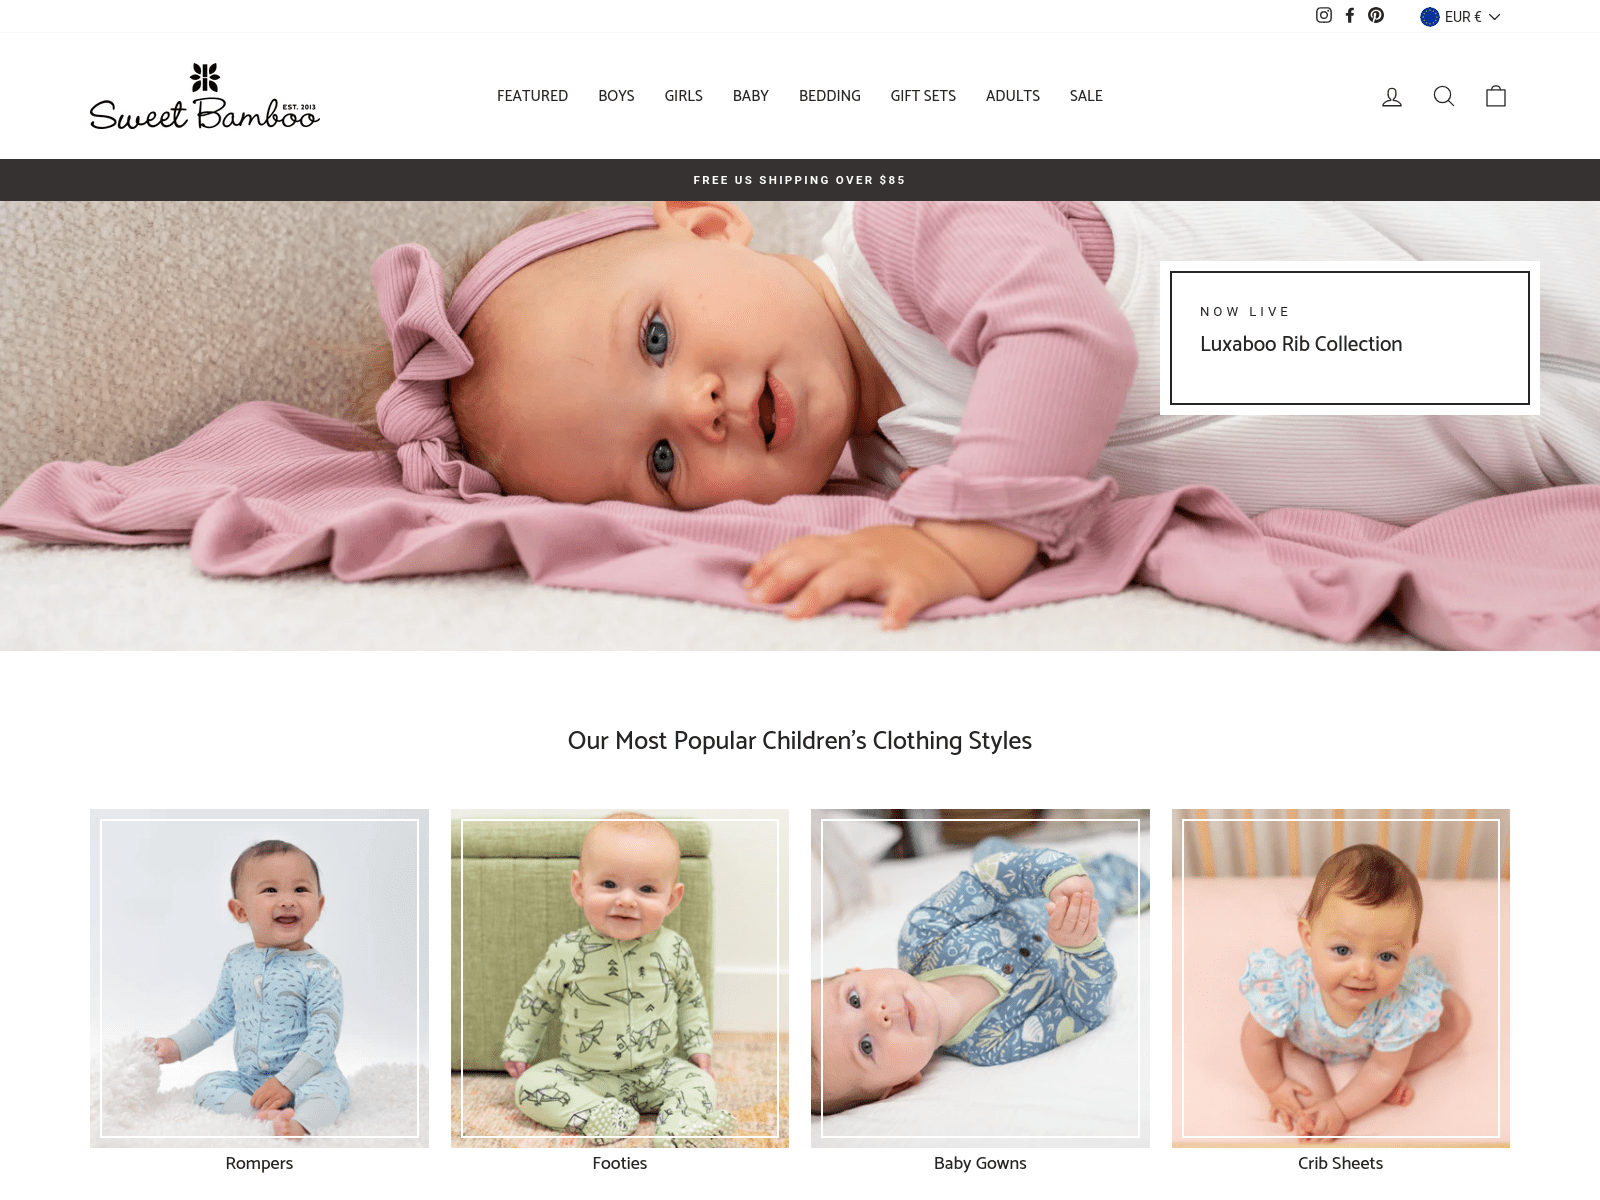 EUR €
Sweet Bamboo
EST. 2013
FEATURED BOYS GIRLS BABY BEDDING GIFT SETS ADULTS SALE
FREE US SHIPPING OVER $85
NOW LIVE
Luxaboo Rib Collection
Our Most Popular Children’s Clothing Styles
Rompers
Footies
Baby Gowns
Crib Sheets